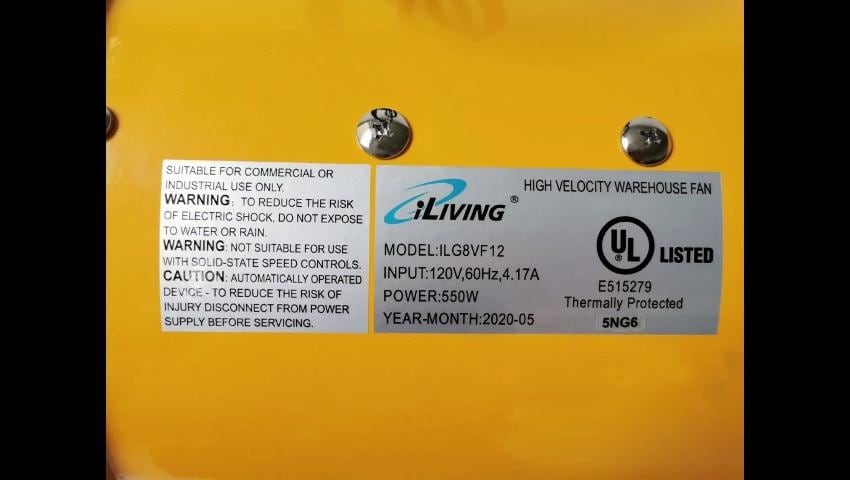 SUITABLE FOR COMMERCIAL OR
INDUSTRIAL USE ONLY.
WARNING: TO REDUCE THE RISK
OF ELECTRIC SHOCK, DO NOT EXPOSE
TO WATER OR RAIN.
WARNING: NOT SUITABLE FOR USE
WITH SOLID-STATE SPEED CONTROLS.
CAUTION: AUTOMATICALLY OPERATED
DEVICE - TO REDUCE THE RISK OF
INJURY DISCONNECT FROM POWER
SUPPLY BEFORE SERVICING.
iLIVING®
HIGH VELOCITY WAREHOUSE FAN
MODEL:ILG8VF12
INPUT:120V,60Hz,4.17A
POWER:550W
YEAR-MONTH:2020-05
UL LISTED
E515279
Thermally Protected
5NG6